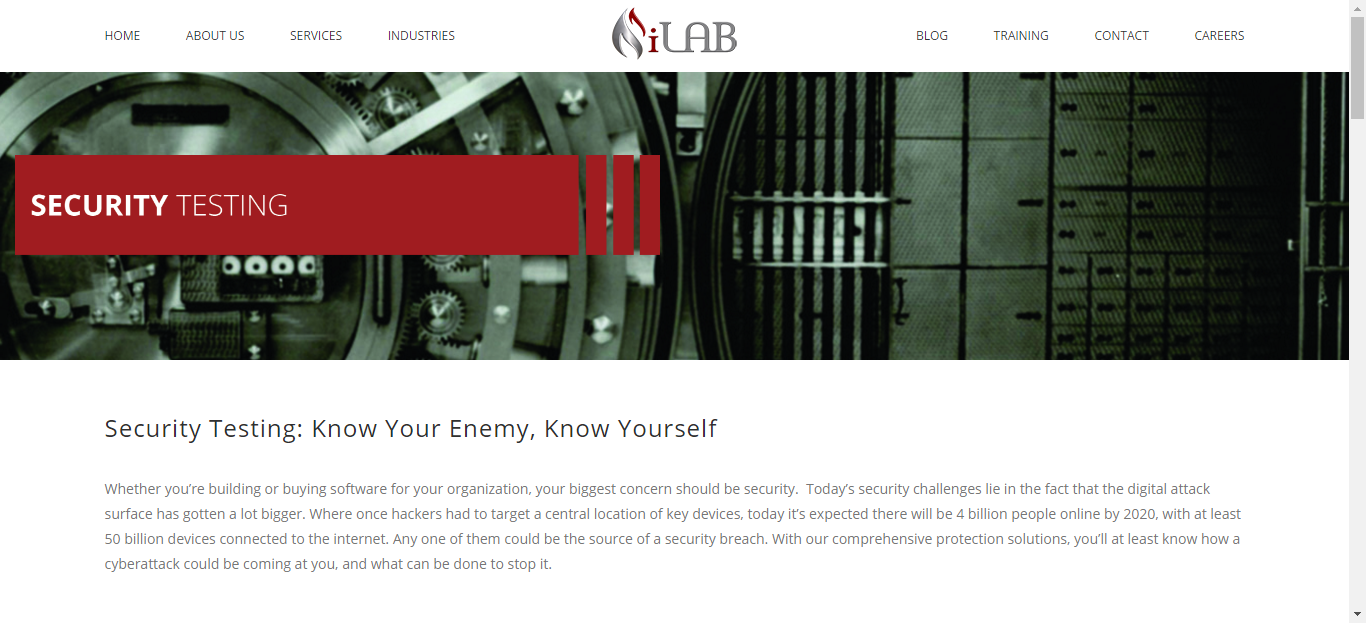 HOME ABOUT US SERVICES INDUSTRIES iLAB BLOG TRAINING CONTACT CAREERS
SECURITY TESTING
Security Testing: Know Your Enemy, Know Yourself
Whether you’re building or buying software for your organization, your biggest concern should be security.  Today’s security challenges lie in the fact that the digital attack
surface has gotten a lot bigger. Where once hackers had to target a central location of key devices, today it’s expected there will be 4 billion people online by 2020, with at least
50 billion devices connected to the internet. Any one of them could be the source of a security breach. With our comprehensive protection solutions, you’ll at least know how a
cyberattack could be coming at you, and what can be done to stop it.